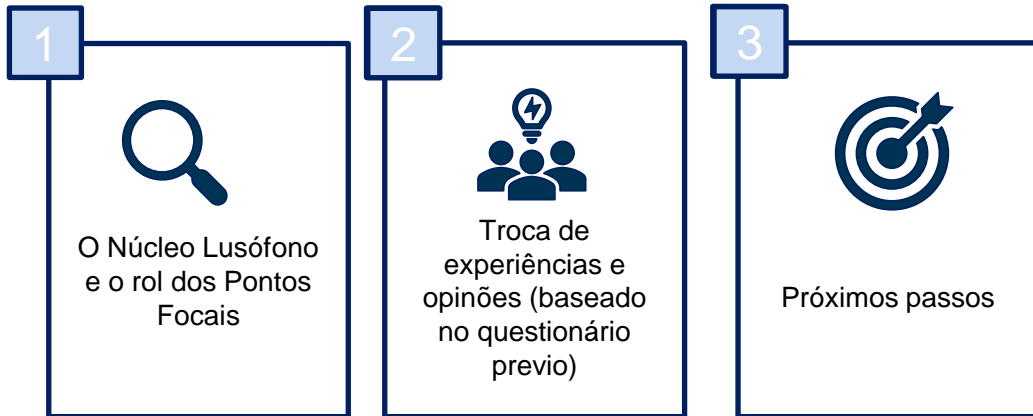 1
O Núcleo Lusófono
e o rol dos Pontos
Focais
2
Troca de
experiências e
opinões (baseado
no questionário
previo)
3
Próximos passos